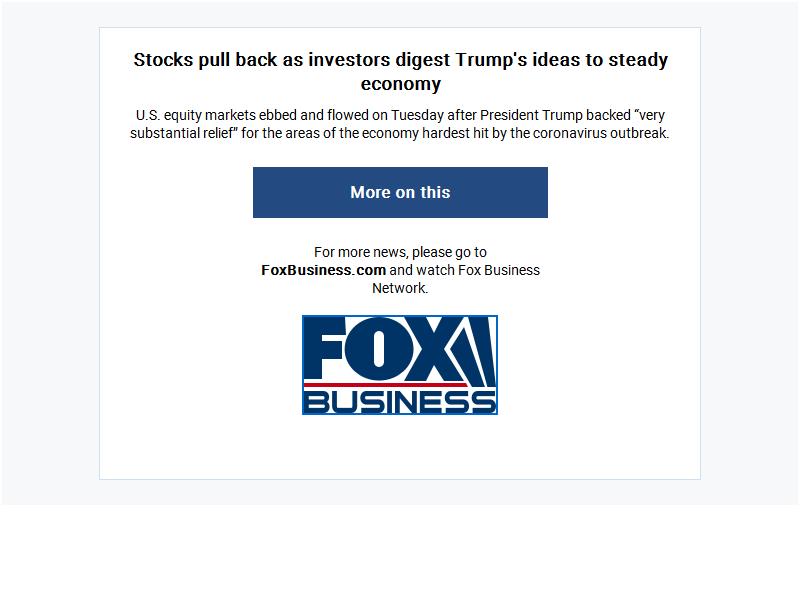 Stocks pull back as investors digest Trump's ideas to steady
economy
U.S. equity markets ebbed and flowed on Tuesday after President Trump backed “very
substantial relief” for the areas of the economy hardest hit by the coronavirus outbreak.
More on this
For more news, please go to
FoxBusiness.com and watch Fox Business
Network.
FOX
BUSINESS